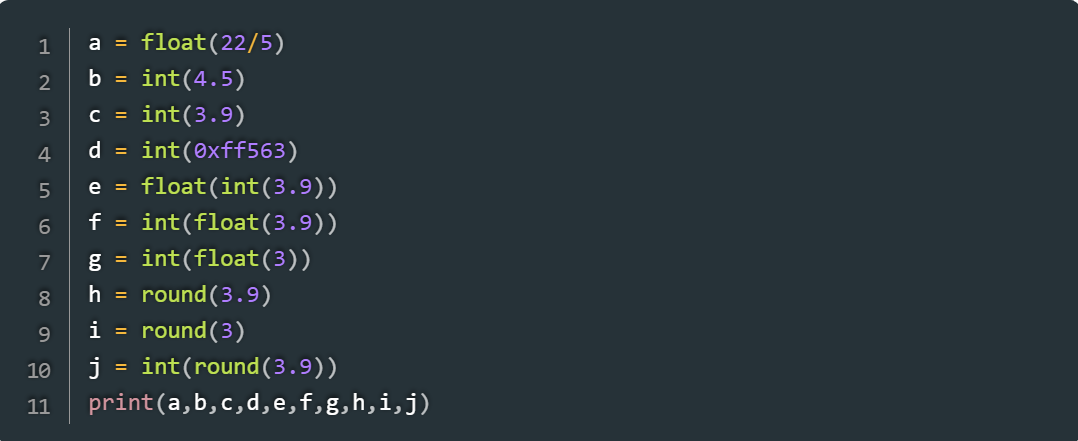 1 a = float(22/5)
2 b = int(4.5)
3 c = int(3.9)
4 d = int(0xff563)
5 e = float(int(3.9))
6 f = int(float(3.9))
7 g = int(float(3))
8 h = round(3.9)
9 i = round(3)
10 j = int(round(3.9))
11 print(a,b,c,d,e,f,g,h,i,j)